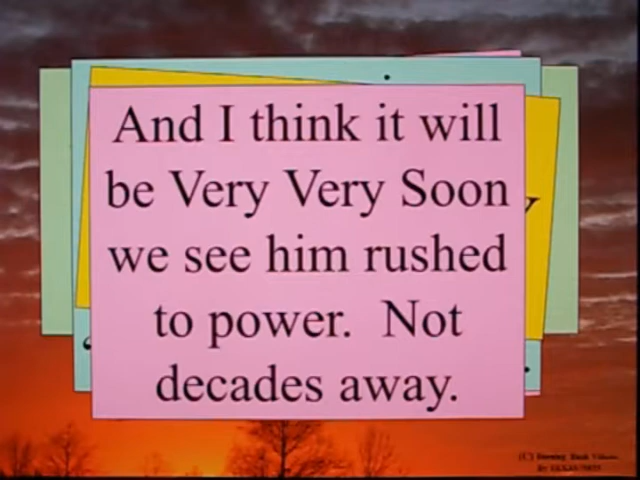 And I think it will
be Very Very Soon
we see him rushed
to power. Not
decades away.